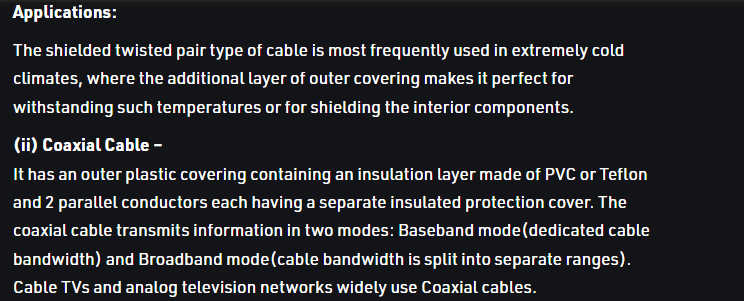 Applications:
The shielded twisted pair type of cable is most frequently used in extremely cold
climates, where the additional layer of outer covering makes it perfect for
withstanding such temperatures or for shielding the interior components.
(ii) Coaxial Cable –
It has an outer plastic covering containing an insulation layer made of PVC or Teflon
and 2 parallel conductors each having a separate insulated protection cover. The
coaxial cable transmits information in two modes: Baseband mode(dedicated cable
bandwidth) and Broadband mode(cable bandwidth is split into separate ranges).
Cable TVs and analog television networks widely use Coaxial cables.